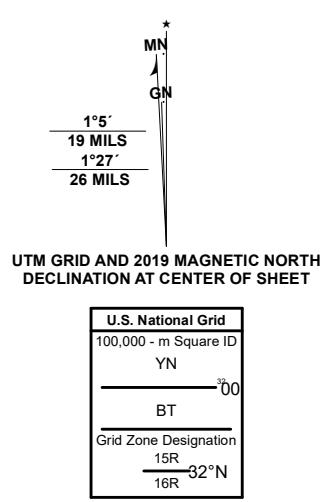 ★
MN
GN
1°5´
19 MILS
1°27´
26 MILS
UTM GRID AND 2019 MAGNETIC NORTH
DECLINATION AT CENTER OF SHEET
U.S. National Grid
100,000 - m Square ID
YN
3200
BT
Grid Zone Designation
15R
32°N
16R